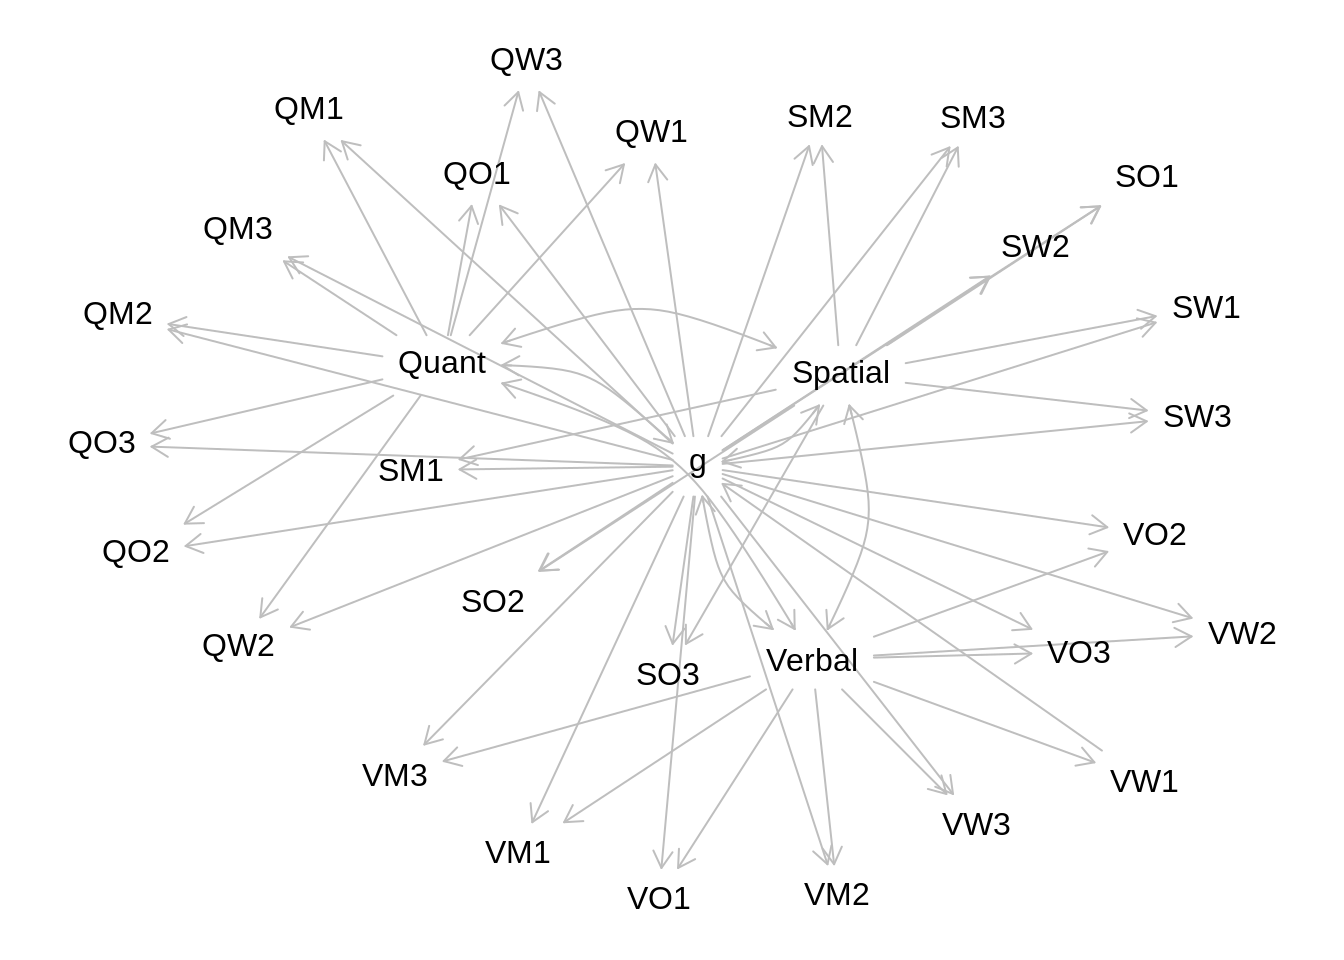 QW3
QM1
SM2
SM3
QW1
QO1
SO1
QM3
SW2
SW1
QM2
Quant
Spatial
SW3
QO3
g
SM1
VO2
QO2
SO2
VW2
QW2
VO3
Verbal
SO3
VM3
VW1
VW3
VM1
VM2
VO1